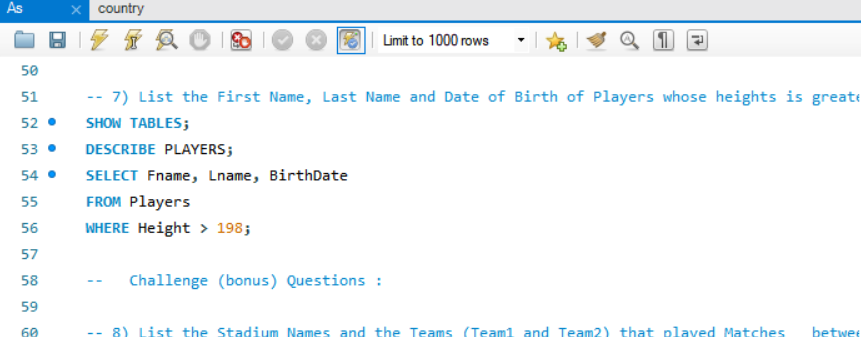 As country
Limit to 1000 rows
50
51 -- 7) List the First Name, Last Name and Date of Birth of Players whose heights is greate
52 SHOW TABLES;
53 DESCRIBE PLAYERS;
54 SELECT Fname, Lname, BirthDate
55 FROM Players
56 WHERE Height > 198;
57
58 -- Challenge (bonus) Questions :
59
60 -- 8) List the Stadium Names and the Teams (Team1 and Team2) that played Matches betwee